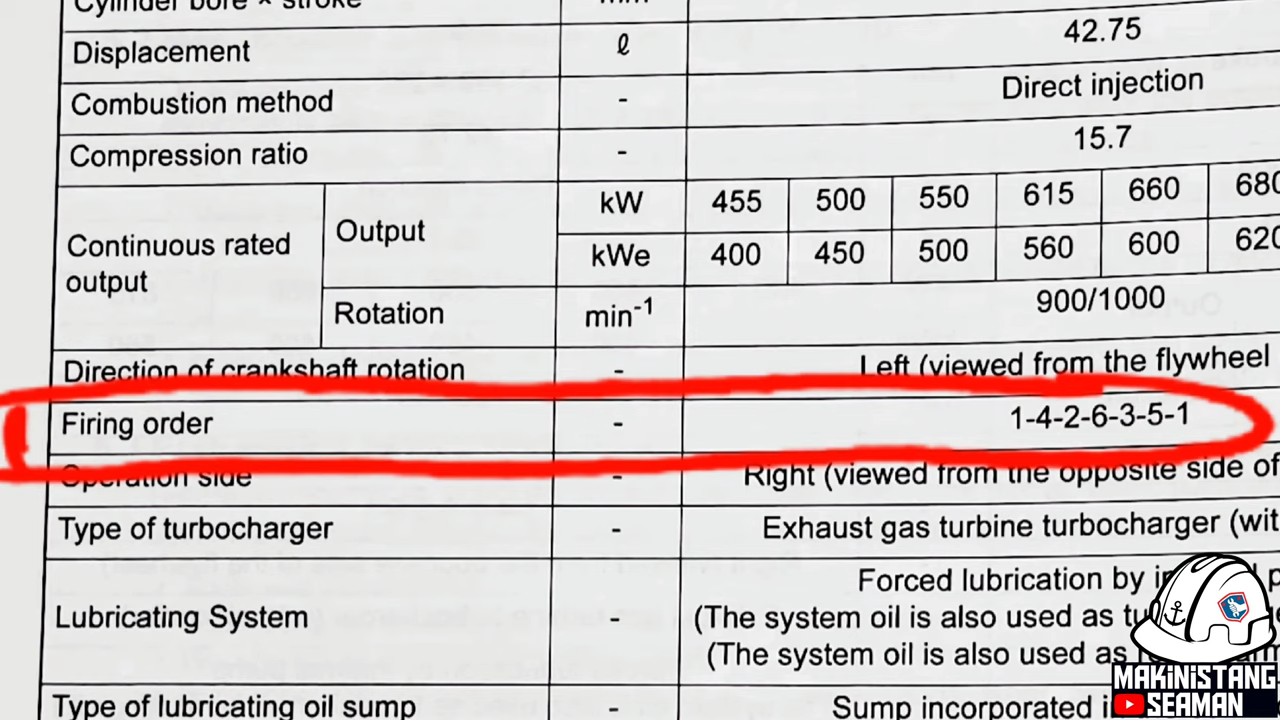 Cylinder bore × stroke mm
Displacement ℓ 42.75
Combustion method - Direct injection
Compression ratio - 15.7
Continuous rated output Output kW 455 500 550 615 660
kWe 400 450 500 560 600
Rotation min-1 900/1000
Direction of crankshaft rotation - Left (viewed from the flywheel
Firing order - 1-4-2-6-3-5-1
Operation side - Right (viewed from the opposite side of
Type of turbocharger - Exhaust gas turbine turbocharger
Lubricating System - Forced lubrication by
(The system oil is also used as
(The system oil is also used as
Type of lubricating oil sump - Sump incorporated
MAKINISTANG
SEAMAN